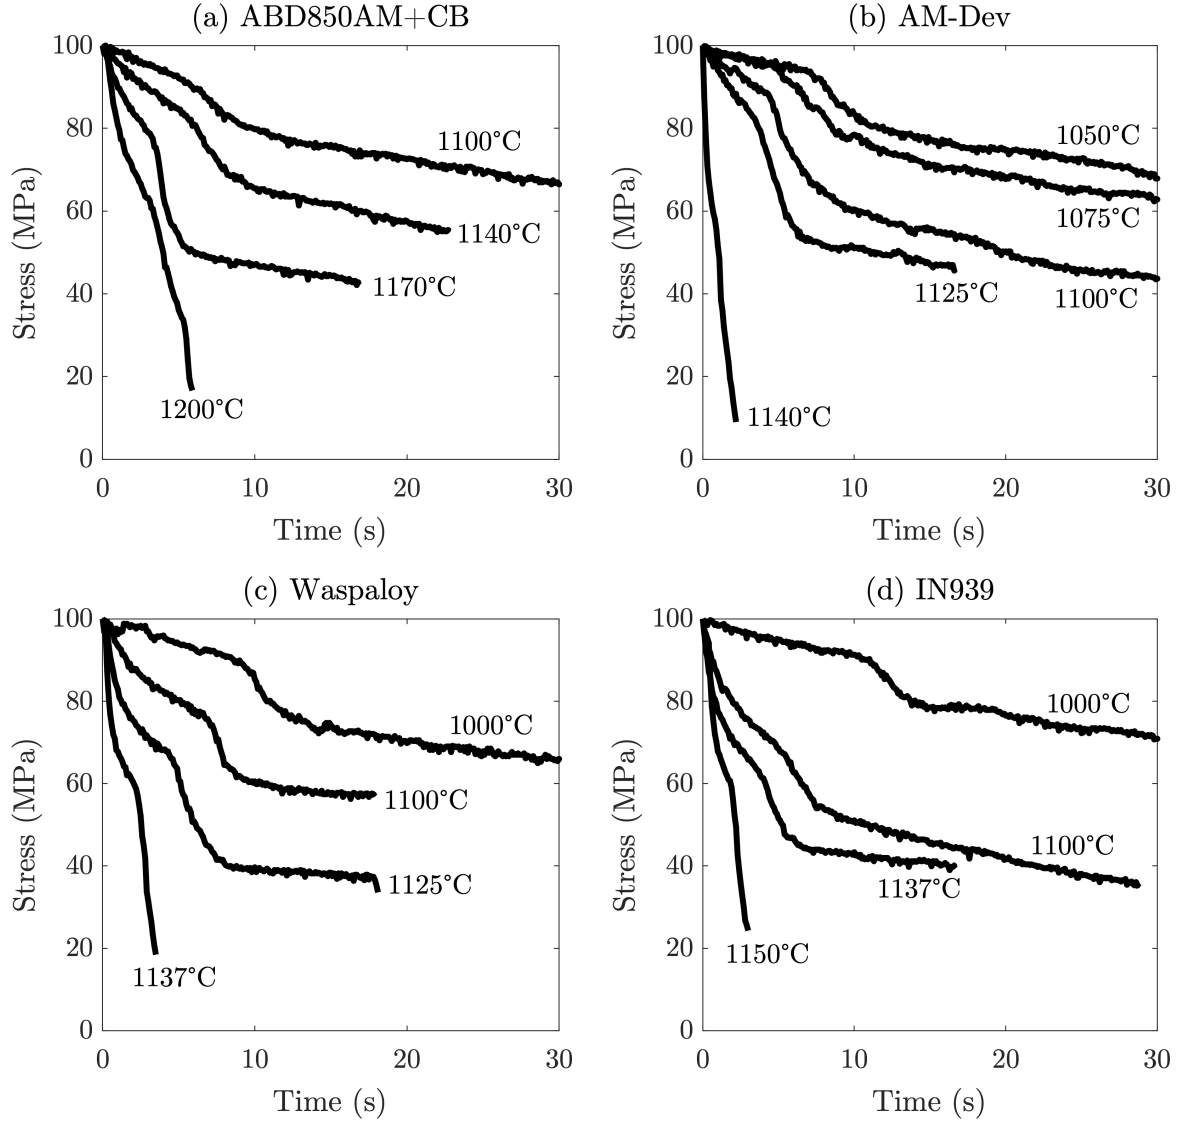 (a) ABD850AM+CB
100
80
60
40
20
0
Stress (MPa)
1100°C
1140°C
1170°C
1200°C
0 10 20 30
Time (s)
(b) AM-Dev
100
80
60
40
20
0
Stress (MPa)
1050°C
1075°C
1100°C
1125°C
1140°C
0 10 20 30
Time (s)
(c) Waspaloy
100
80
60
40
20
0
Stress (MPa)
1000°C
1100°C
1125°C
1137°C
0 10 20 30
Time (s)
(d) IN939
100
80
60
40
20
0
Stress (MPa)
1000°C
1100°C
1137°C
1150°C
0 10 20 30
Time (s)